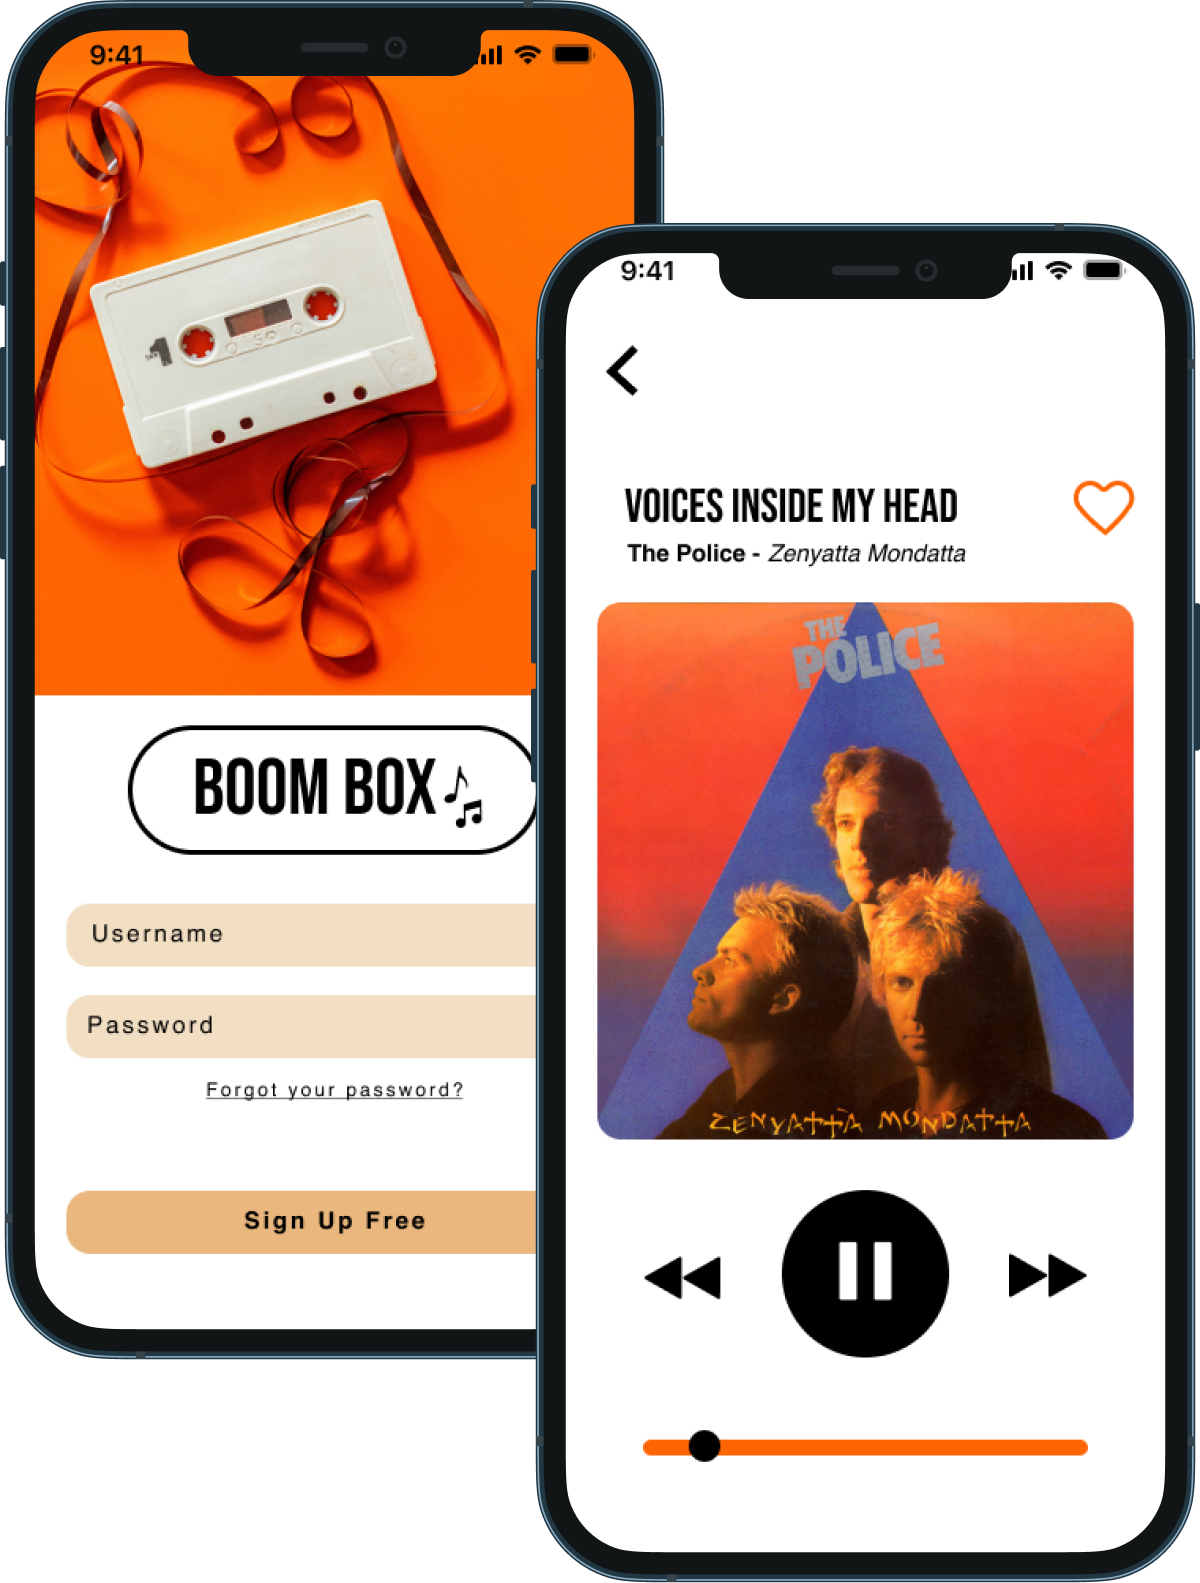 9:41
BOOM BOX
Username
Password
Forgot your password?
Sign Up Free
9:41
VOICES INSIDE MY HEAD
The Police - Zenyatta Mondatta
THE
POLICE
ZENYATTA MONDATTA